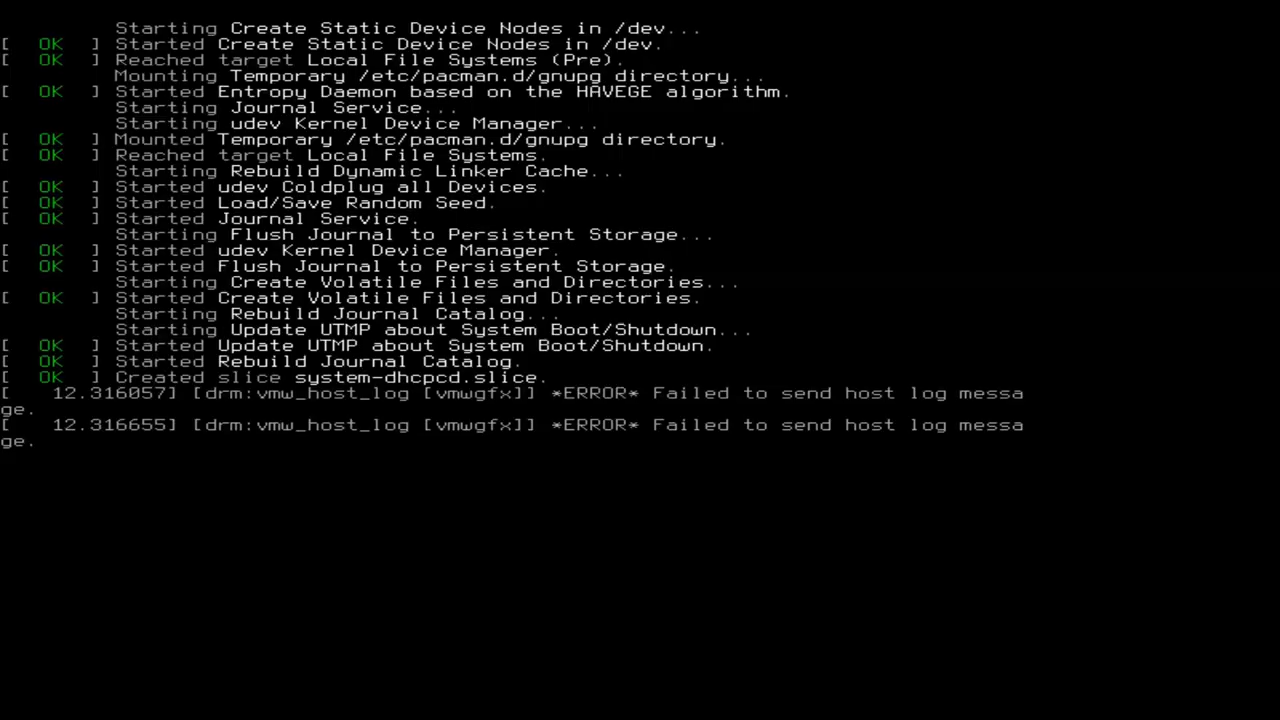 Starting Create Static Device Nodes in /dev...
[ OK ] Started Create Static Device Nodes in /dev.
[ OK ] Reached target Local File Systems (Pre).
Mounting Temporary /etc/pacman.d/gnupg directory...
[ OK ] Started Entropy Daemon based on the HAVEGE algorithm.
Starting Journal Service...
Starting udev Kernel Device Manager...
[ OK ] Mounted Temporary /etc/pacman.d/gnupg directory.
[ OK ] Reached target Local File Systems.
Starting Rebuild Dynamic Linker Cache...
[ OK ] Started udev Coldplug all Devices.
[ OK ] Started Load/Save Random Seed.
[ OK ] Started Journal Service.
Starting Flush Journal to Persistent Storage...
[ OK ] Started udev Kernel Device Manager.
[ OK ] Started Flush Journal to Persistent Storage.
Starting Create Volatile Files and Directories...
[ OK ] Started Create Volatile Files and Directories.
Starting Rebuild Journal Catalog...
Starting Update UTMP about System Boot/Shutdown...
[ OK ] Started Update UTMP about System Boot/Shutdown.
[ OK ] Started Rebuild Journal Catalog.
[ OK ] Created slice system-dhcpcd.slice.
[ 12.316057] [drm:vmw_host_log [vmwgfx]] *ERROR* Failed to send host log messa
ge.
[ 12.316655] [drm:vmw_host_log [vmwgfx]] *ERROR* Failed to send host log messa
ge.